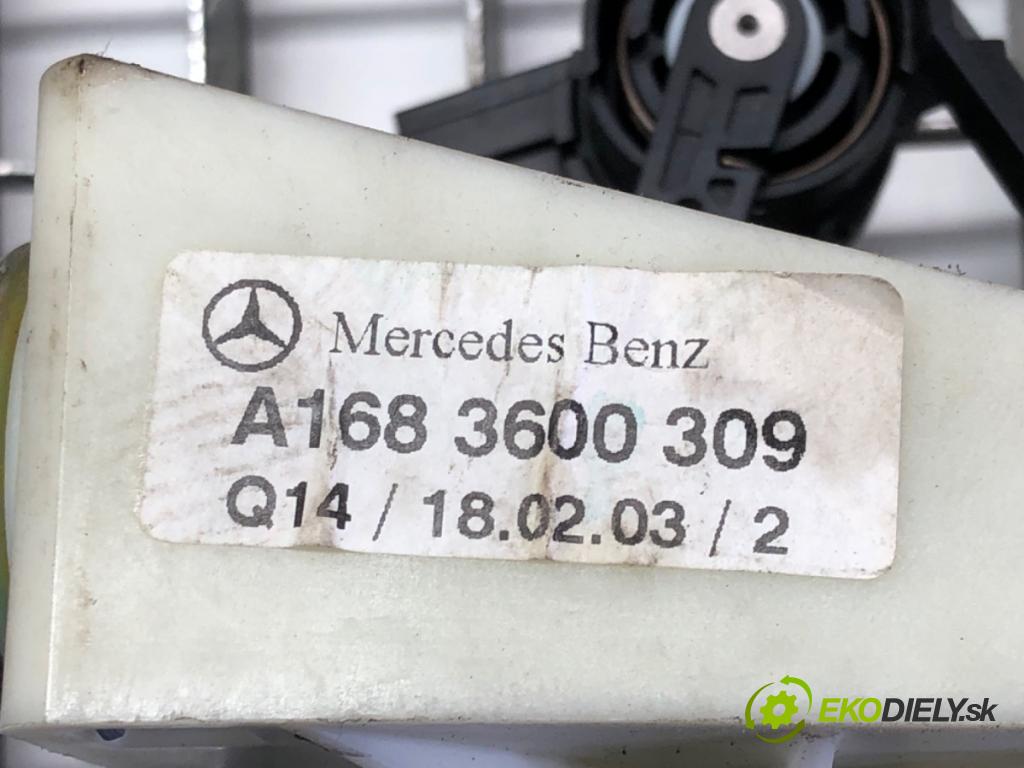 Mercedes Benz
A168 3600 309
Q14 / 18.02.03 / 2
EKODIELY.sk